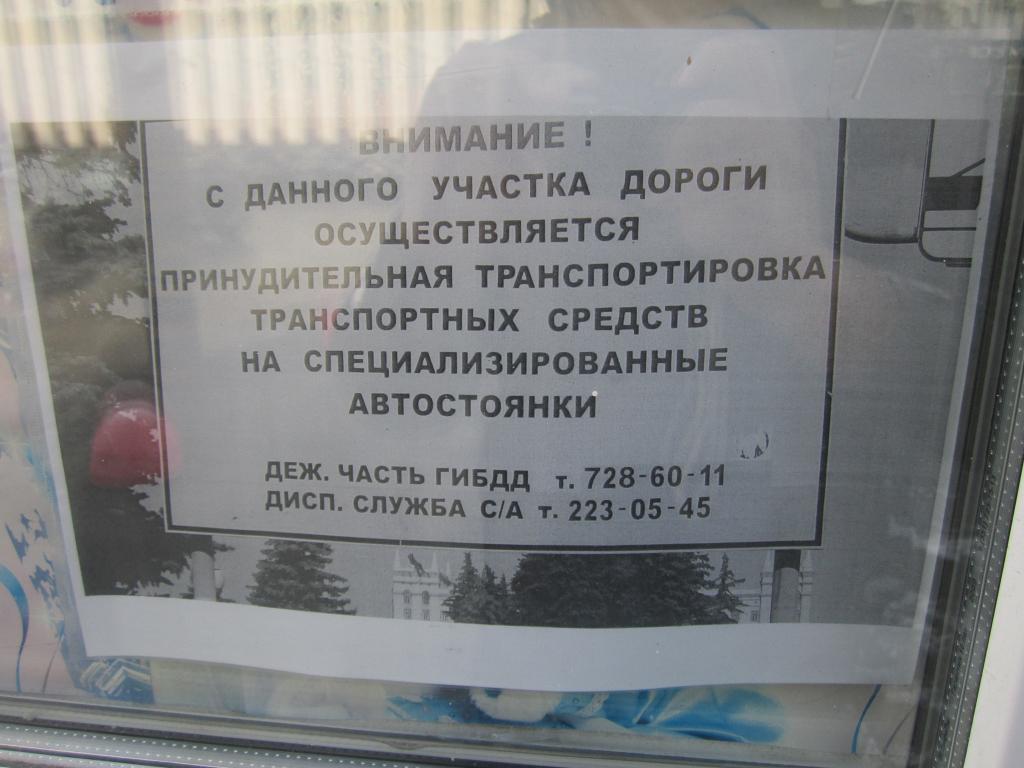 ВНИМАНИЕ !
С ДАННОГО УЧАСТКА ДОРОГИ
ОСУЩЕСТВЛЯЕТСЯ
ПРИНУДИТЕЛЬНАЯ ТРАНСПОРТИРОВКА
ТРАНСПОРТНЫХ СРЕДСТВ
НА СПЕЦИАЛИЗИРОВАННЫЕ
АВТОСТОЯНКИ
ДЕЖ. ЧАСТЬ ГИБДД т. 728-60-11
ДИСП. СЛУЖБА С/А т. 223-05-45